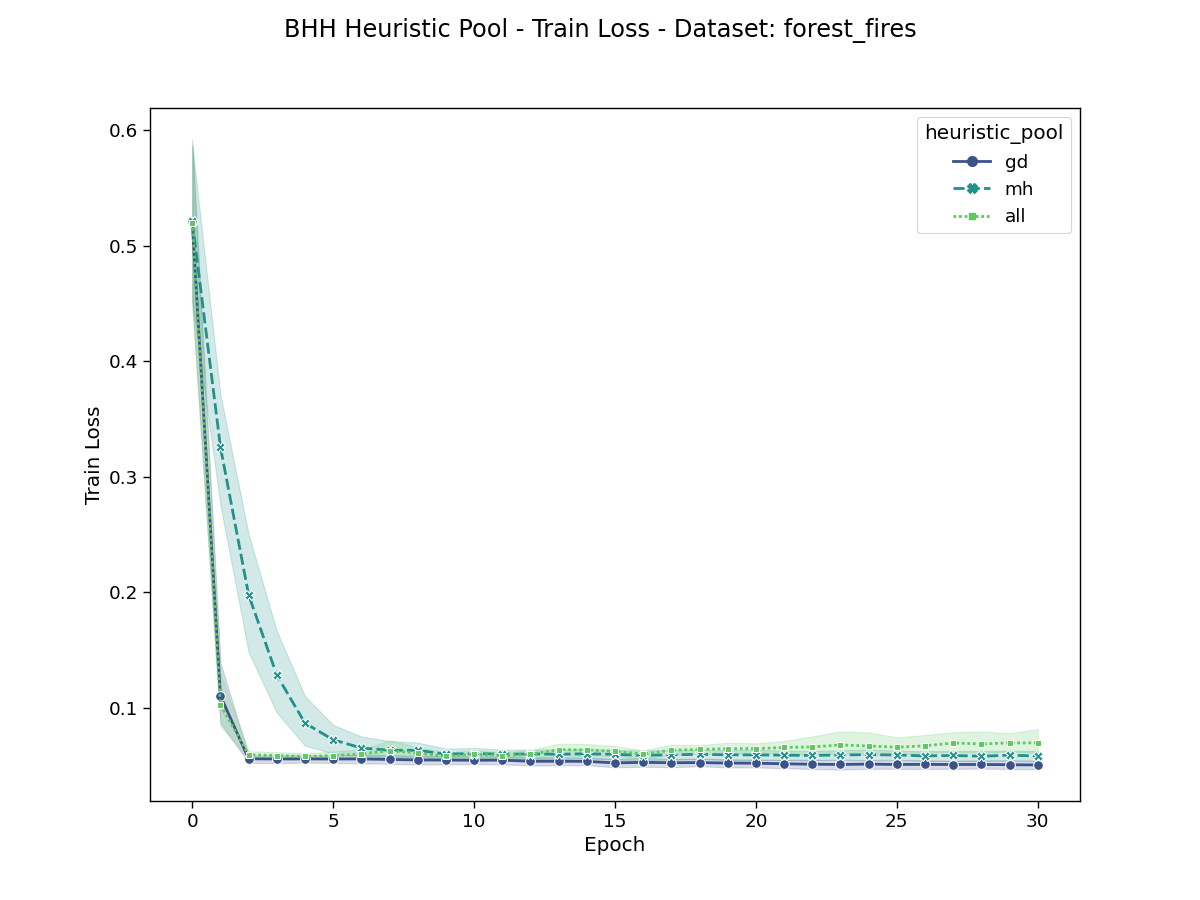 BHH Heuristic Pool - Train Loss - Dataset: forest_fires
heuristic_pool
gd
mh
all
0.6
0.5
0.4
0.3
0.2
0.1
Train Loss
0 5 10 15 20 25 30
Epoch